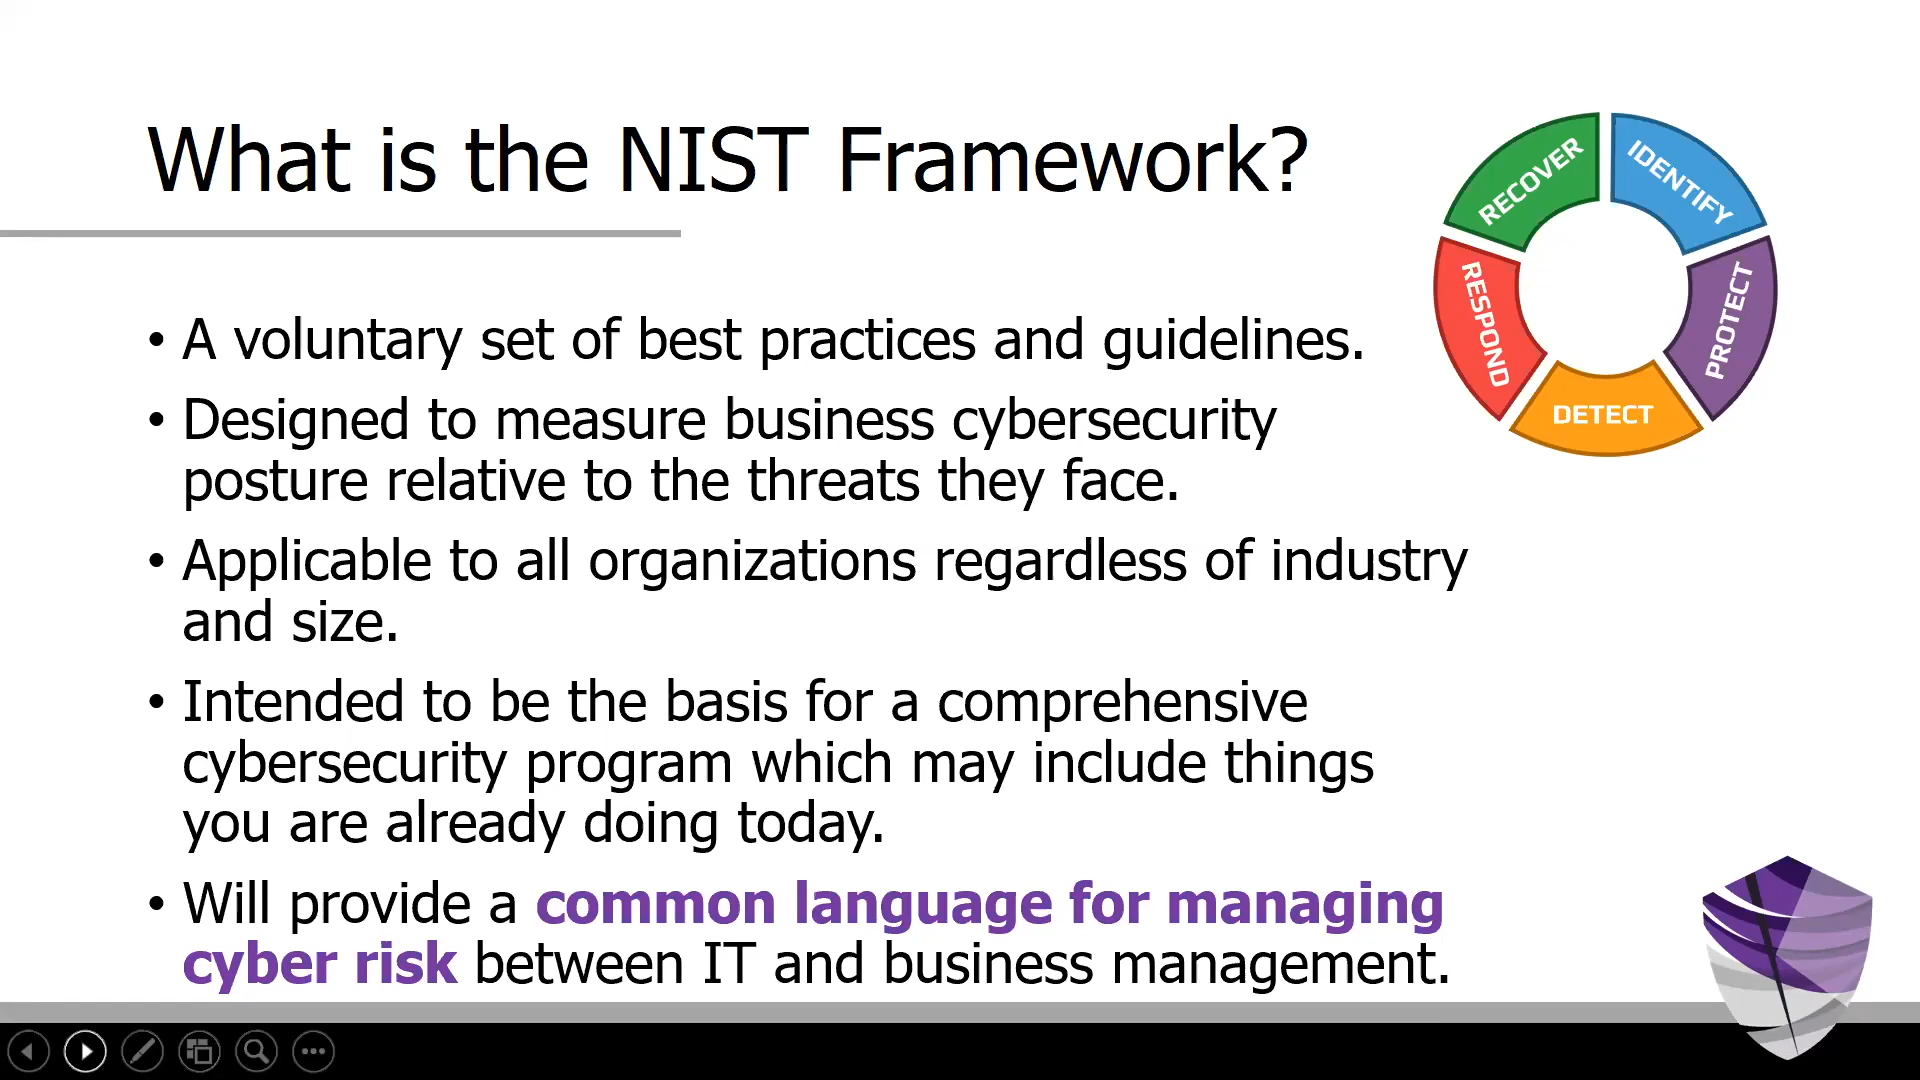 What is the NIST Framework?
• A voluntary set of best practices and guidelines.
• Designed to measure business cybersecurity
posture relative to the threats they face.
• Applicable to all organizations regardless of industry
and size.
• Intended to be the basis for a comprehensive
cybersecurity program which may include things
you are already doing today.
• Will provide a common language for managing
cyber risk between IT and business management.
IDENTIFY
PROTECT
DETECT
RESPOND
RECOVER